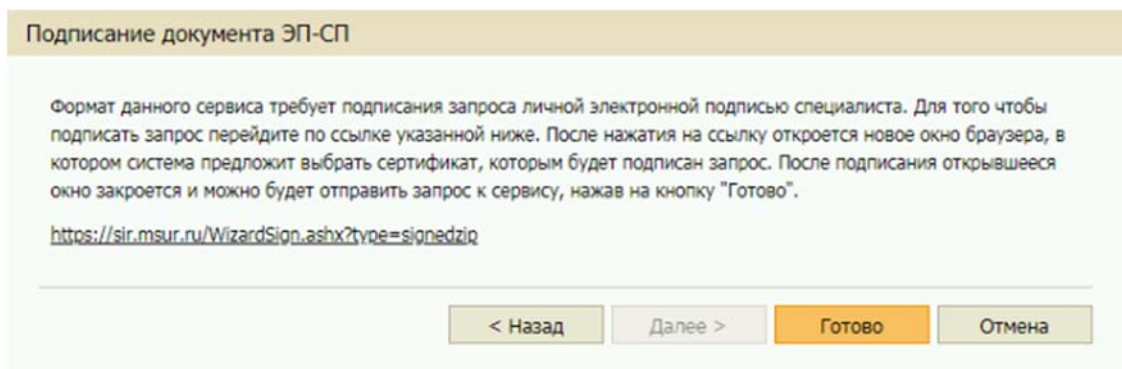 Подписание документа ЭП-СП
Формат данного сервиса требует подписания запроса личной электронной подписью специалиста. Для того чтобы
подписать запрос перейдите по ссылке указанной ниже. После нажатия на ссылку откроется новое окно браузера, в
котором система предложит выбрать сертификат, которым будет подписан запрос. После подписания открывшееся
окно закроется и можно будет отправить запрос к сервису, нажав на кнопку "Готово".
https://sir.msur.ru/WizardSign.ashx?type=signedzip
< Назад Далее > Готово Отмена